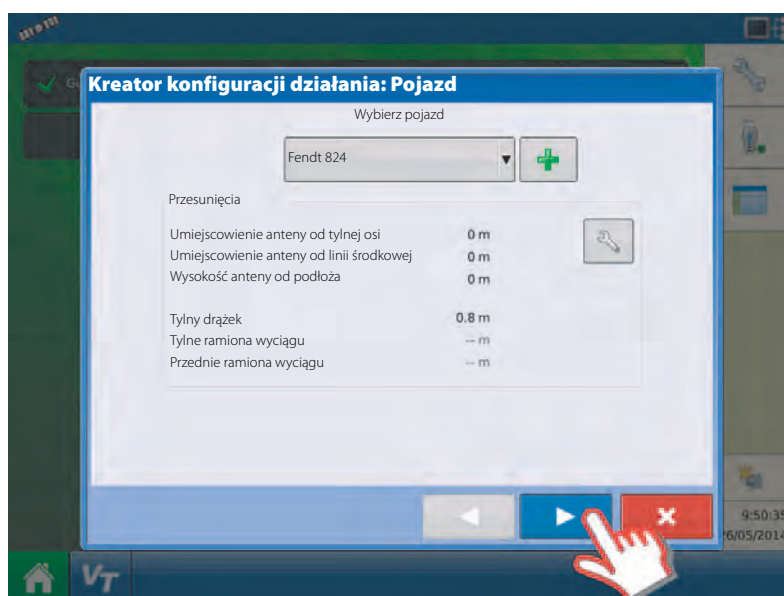 Kreator konfiguracji działania: Pojazd
Wybierz pojazd
Fendt 824
Przesunięcia
Umiejscowienie anteny od tylnej osi 0 m
Umiejscowienie anteny od linii środkowej 0 m
Wysokość anteny od podłoża 0 m
Tylny drążek 0.8 m
Tylne ramiona wyciągu -- m
Przednie ramiona wyciągu -- m
9:50:35
6/05/2014
VT